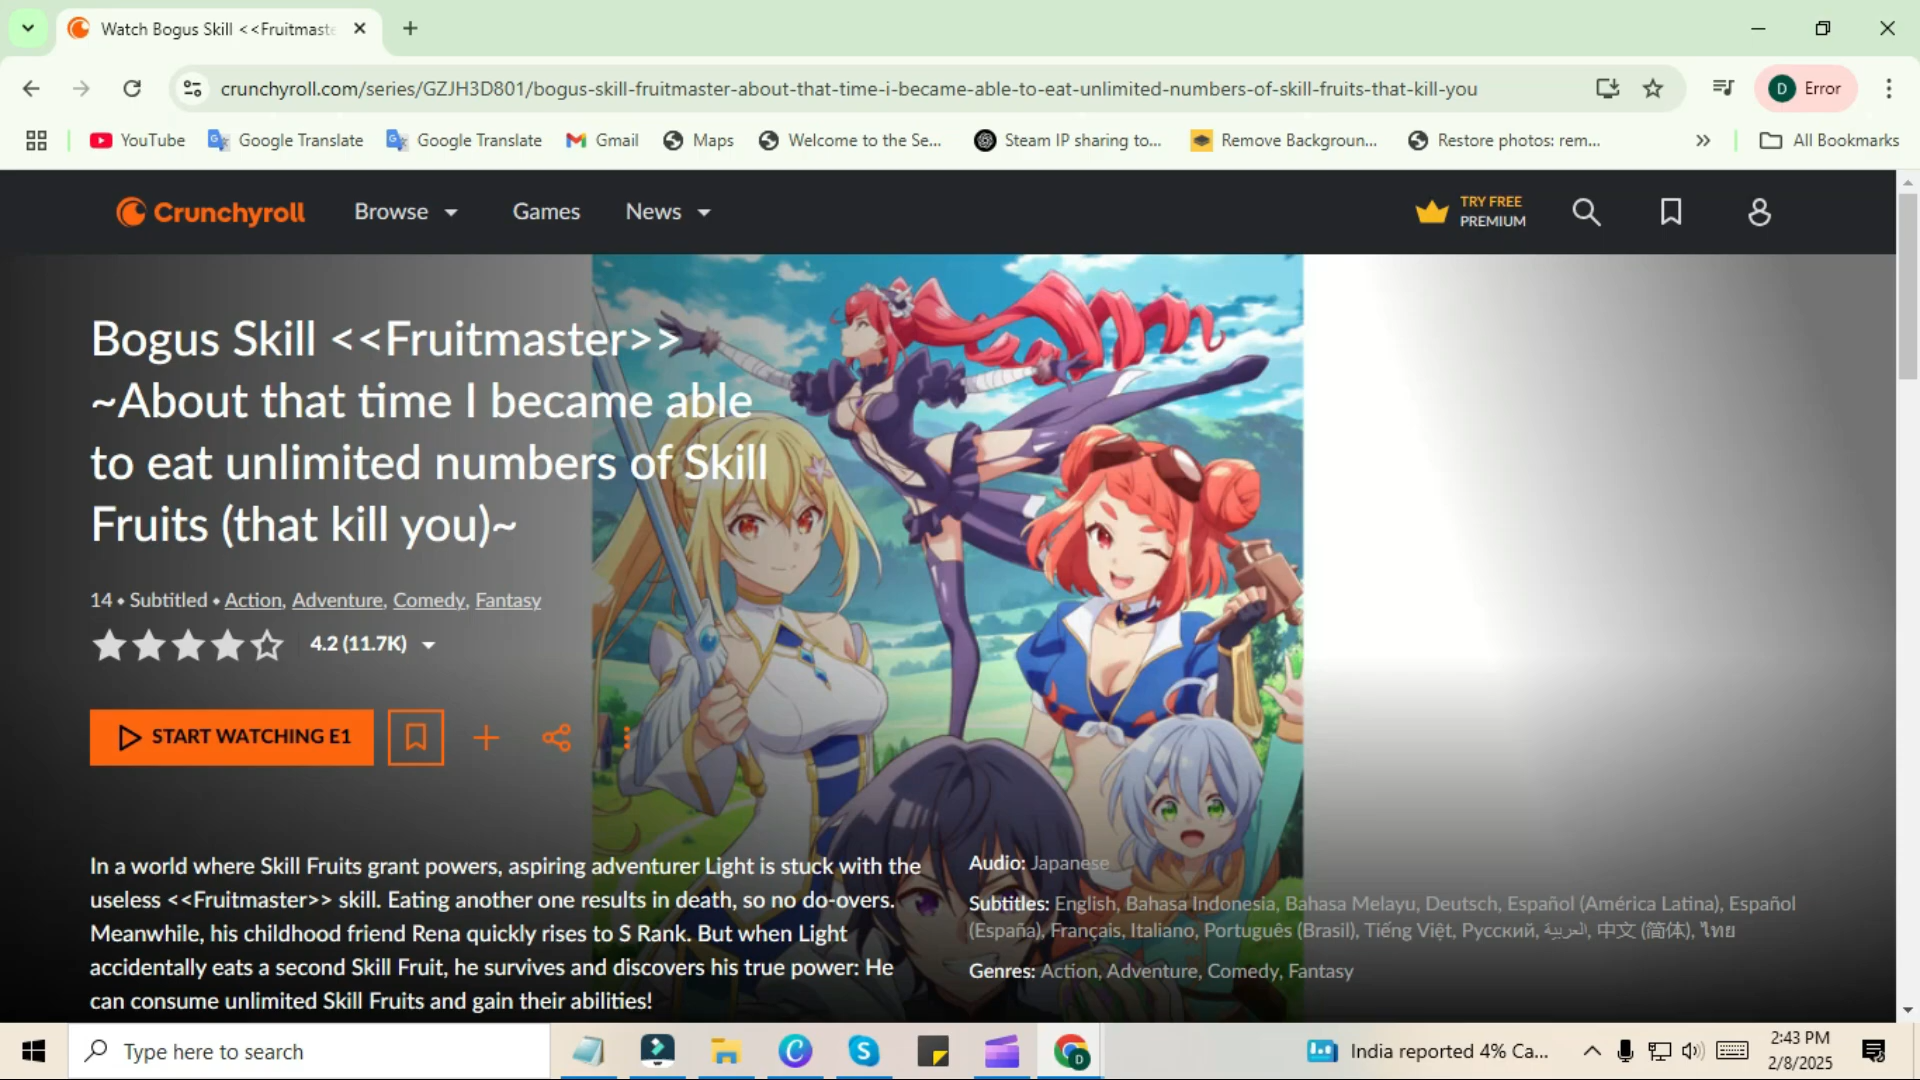 Watch Bogus Skill <<Fruitmaste
crunchyroll.com/series/GZJH3D801/bogus-skill-fruitmaster-about-that-time-i-became-able-to-eat-unlimited-numbers-of-skill-fruits-that-kill-you
D Error
YouTube Google Translate Google Translate Gmail Maps Welcome to the Se... Steam IP sharing to... Remove Backgroun... Restore photos: rem... All Bookmarks
Crunchyroll Browse Games News TRY FREE
PREMIUM
Bogus Skill <<Fruitmaster>>
~About that time I became able
to eat unlimited numbers of Skill
Fruits (that kill you)~
14 • Subtitled • Action, Adventure, Comedy, Fantasy
4.2 (11.7K)
START WATCHING E1
In a world where Skill Fruits grant powers, aspiring adventurer Light is stuck with the
useless <<Fruitmaster>> skill. Eating another one results in death, so no do-overs.
Meanwhile, his childhood friend Rena quickly rises to S Rank. But when Light
accidentally eats a second Skill Fruit, he survives and discovers his true power: He
can consume unlimited Skill Fruits and gain their abilities!
Audio: Japanese
Subtitles: English, Bahasa Indonesia, Bahasa Melayu, Deutsch, Español (América Latina), Español
(España), Français, Italiano, Português (Brasil), Tiếng Việt, Русский, العربية, 中文 (简体), ไทย
Genres: Action, Adventure, Comedy, Fantasy
Type here to search
India reported 4% Ca...
2:43 PM
2/8/2025